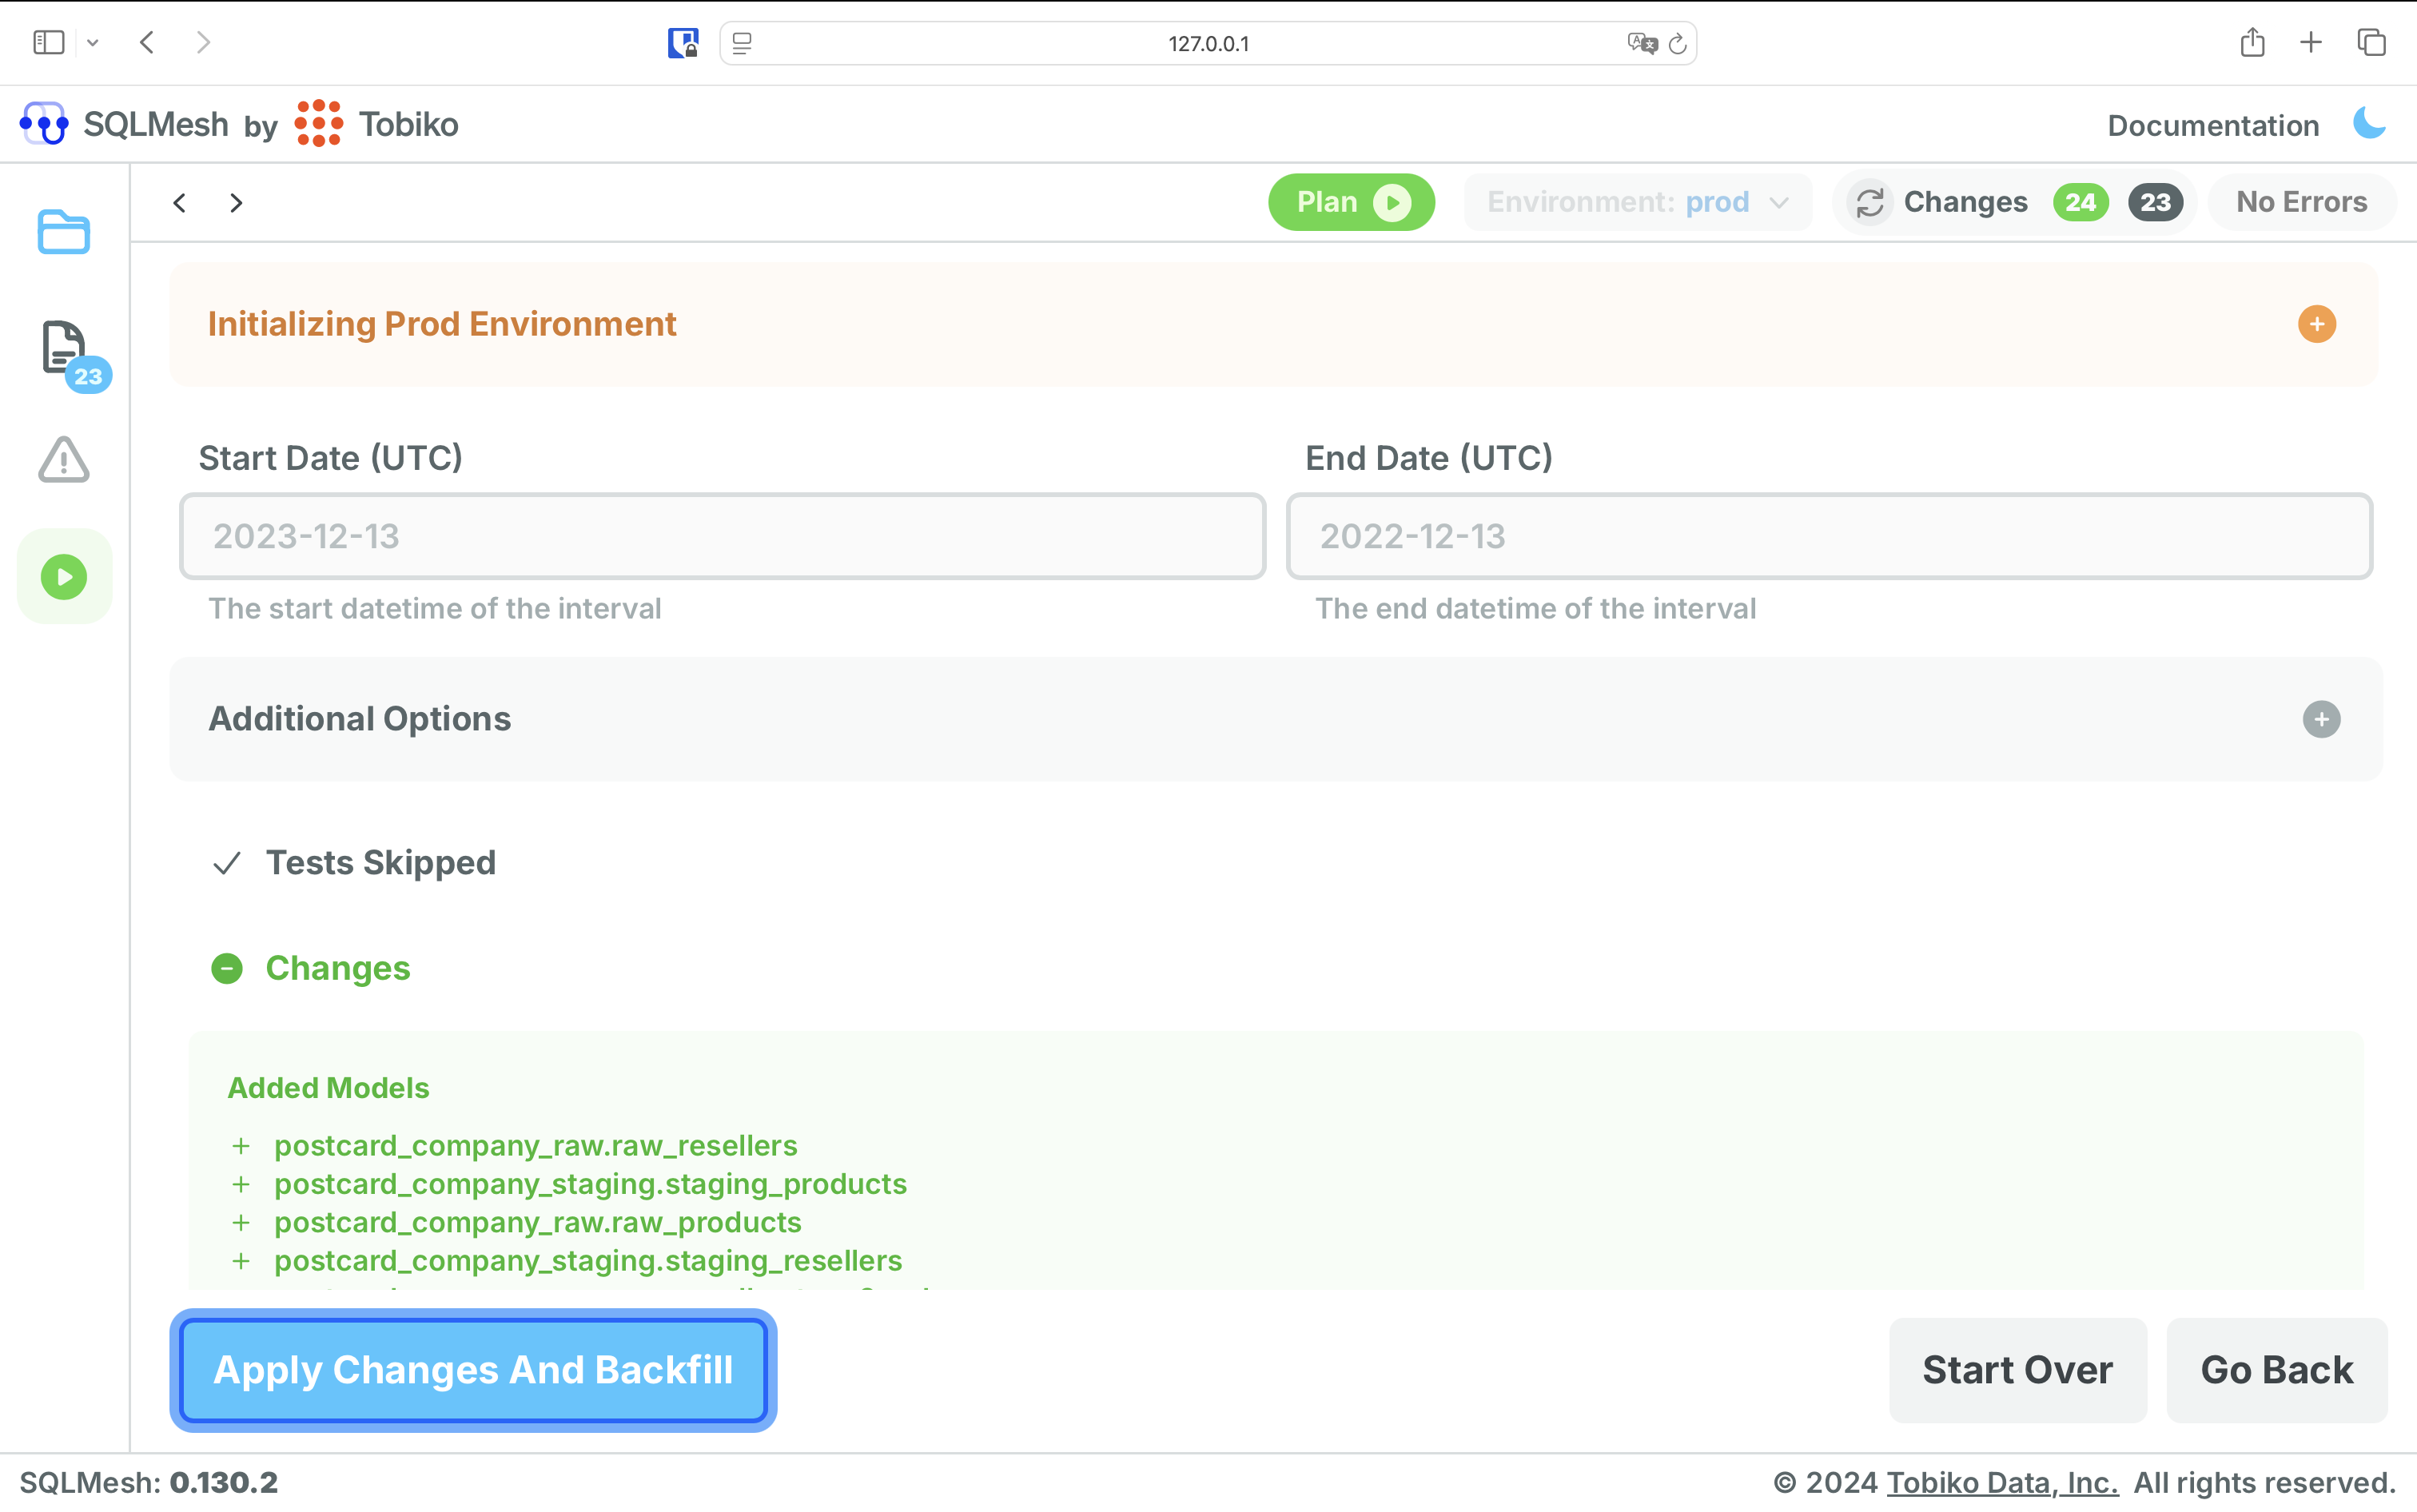 127.0.0.1
SQLMesh by Tobiko
Documentation
Plan
Environment: prod
Changes 24 23
No Errors
23
Initializing Prod Environment
Start Date (UTC)
End Date (UTC)
2023-12-13
2022-12-13
The start datetime of the interval
The end datetime of the interval
Additional Options
Tests Skipped
Changes
Added Models
+ postcard_company_raw.raw_resellers
+ postcard_company_staging.staging_products
+ postcard_company_raw.raw_products
+ postcard_company_staging.staging_resellers
Apply Changes And Backfill
Start Over
Go Back
SQLMesh: 0.130.2
© 2024 Tobiko Data, Inc. All rights reserved.